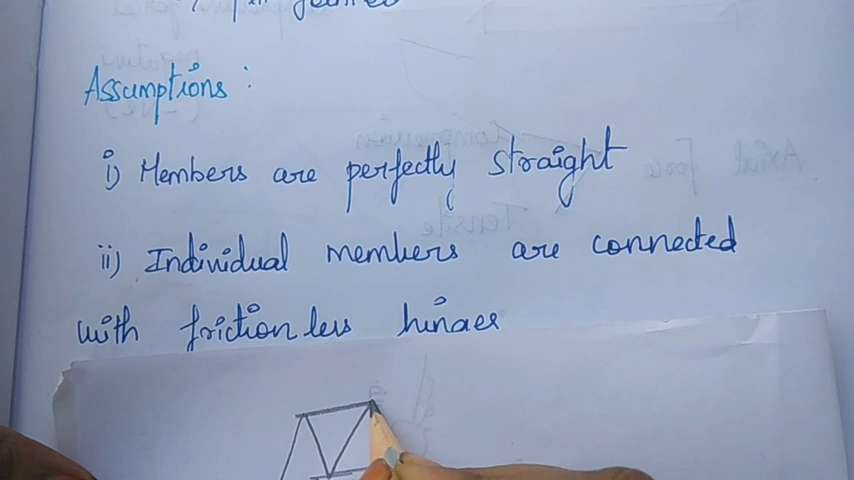 Assumptions :
i) Members are perfectly straight
ii) Individual members are connected
with frictionless hinges